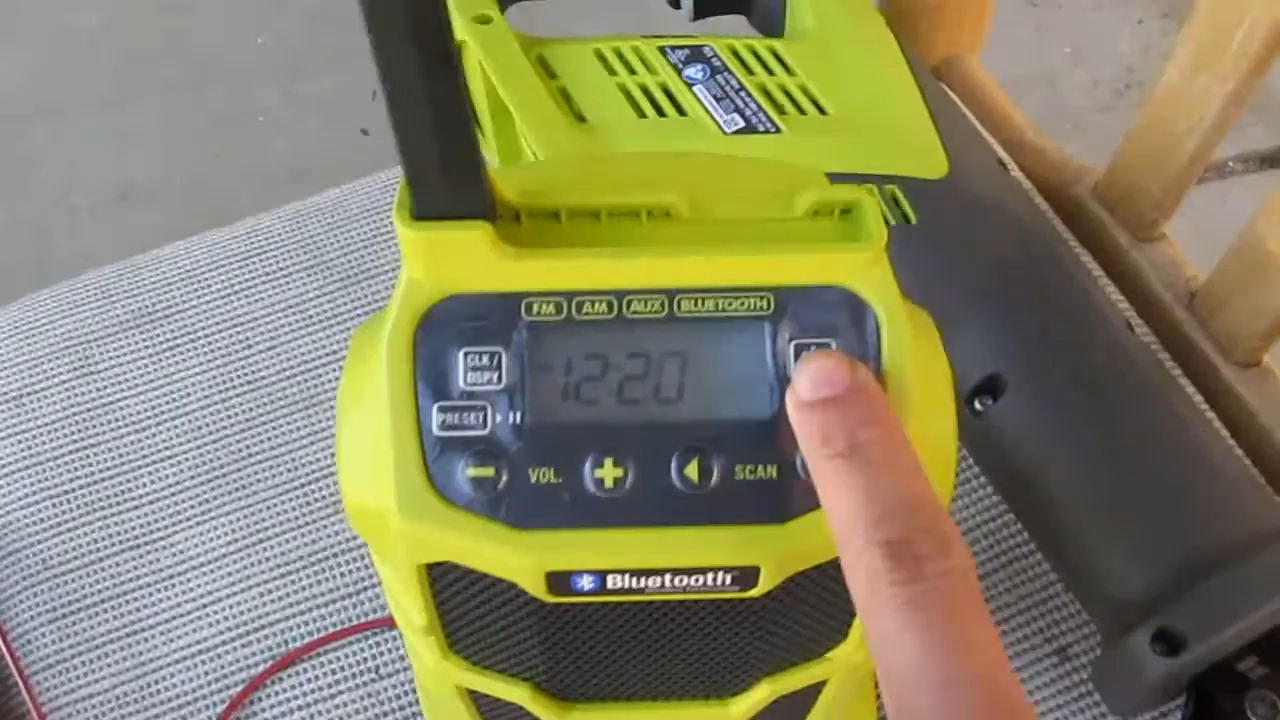 FM AM AUX BLUETOOTH
CLK/
DSPY
12:20
PRESET
VOL. SCAN
Bluetooth